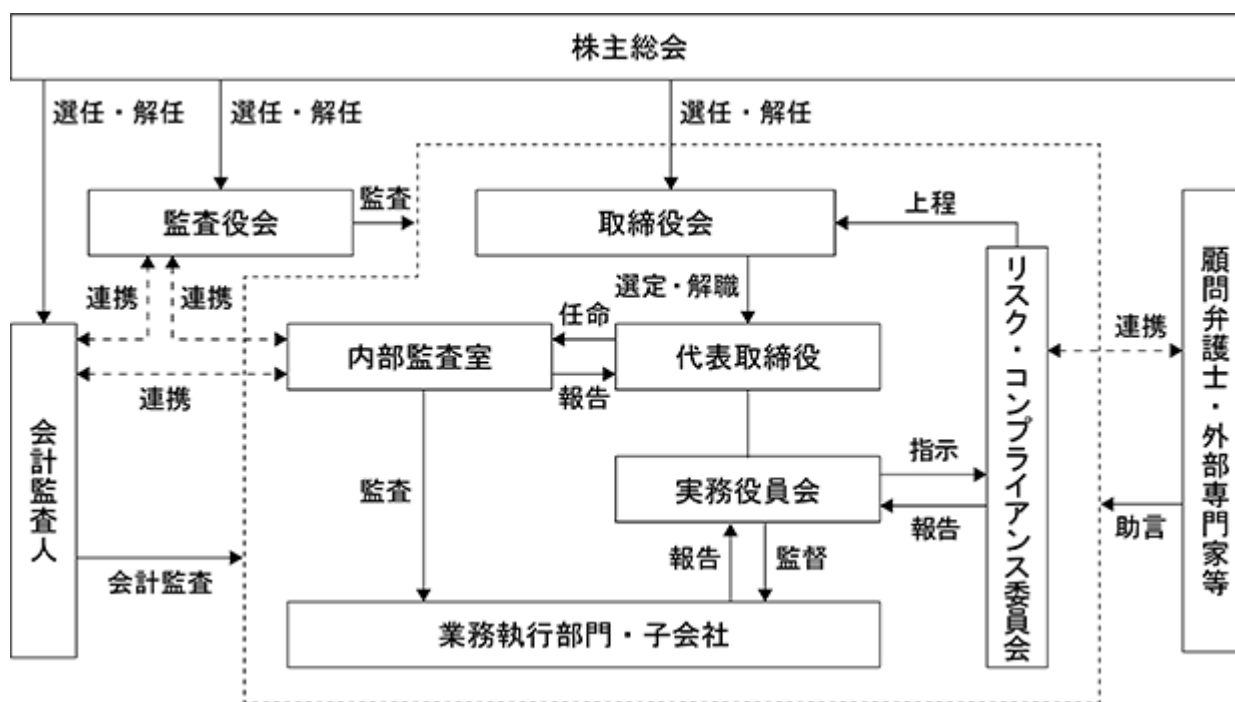 株主総会
選任・解任
選任・解任
選任・解任
監査役会
監査
取締役会
上程
連携
連携
選定・解職
任命
内部監査室
代表取締役
報告
連携
連携
会計監査人
監査
実務役員会
指示
報告
リスク・コンプライアンス委員会
顧問弁護士・外部専門家等
助言
会計監査
報告
監督
業務執行部門・子会社